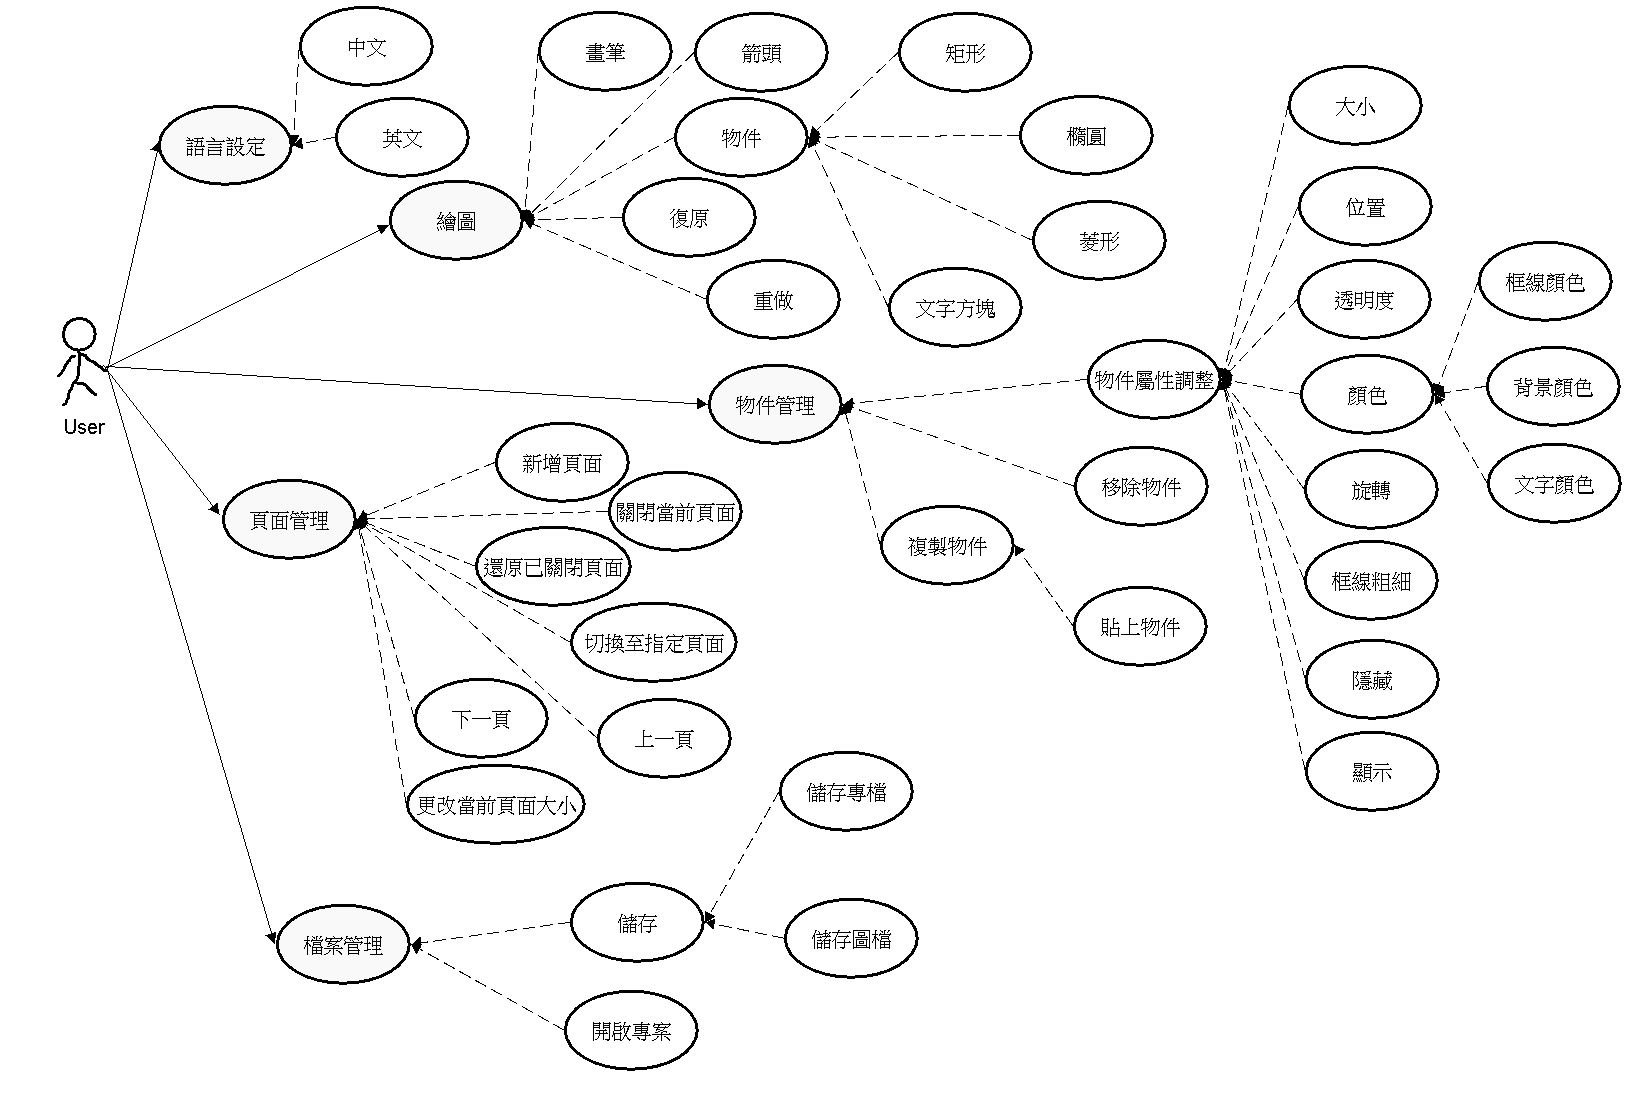 中文
畫筆
箭頭
矩形
大小
英文
物件
橢圓
語言設定
位置
繪圖
復原
菱形
重做
文字方塊
透明度
框線顏色
User
物件管理
物件屬性調整
顏色
背景顏色
新增頁面
移除物件
旋轉
文字顏色
頁面管理
關閉當前頁面
還原已關閉頁面
複製物件
框線粗細
切換至指定頁面
貼上物件
隱藏
下一頁
上一頁
顯示
更改當前頁面大小
儲存專檔
儲存
儲存圖檔
檔案管理
開啟專案